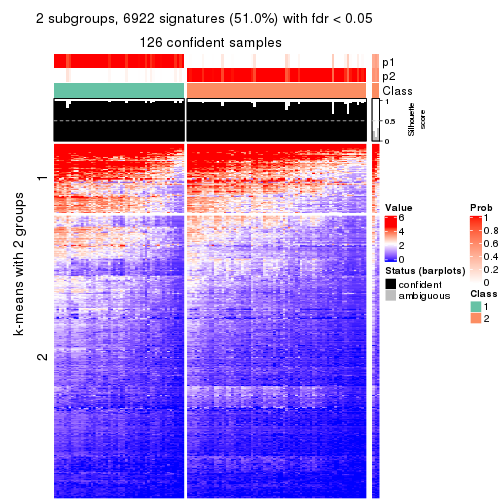 2 subgroups, 6922 signatures (51.0%) with fdr < 0.05
126 confident samples
p1
p2
Class
1
0.5
0
Silhouette
score
k-means with 2 groups
1
2
Value
6
4
2
0
Status (barplots)
confident
ambiguous
Prob
1
0.8
0.6
0.4
0.2
0
Class
1
2